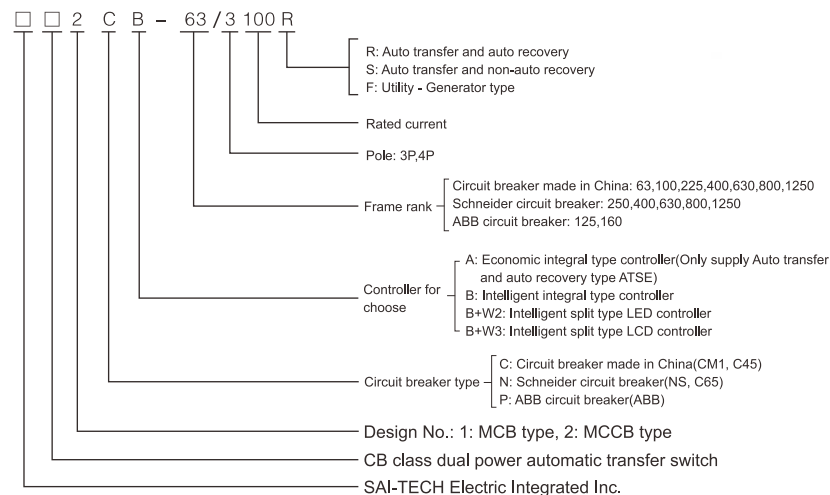 □ □ 2 C B - 63 / 3 100 R
R: Auto transfer and auto recovery
S: Auto transfer and non-auto recovery
F: Utility - Generator type
Rated current
Pole: 3P,4P
Frame rank
Circuit breaker made in China: 63,100,225,400,630,800,1250
Schneider circuit breaker: 250,400,630,800,1250
ABB circuit breaker: 125,160
Controller for
choose
A: Economic integral type controller(Only supply Auto transfer
and auto recovery type ATSE)
B: Intelligent integral type controller
B+W2: Intelligent split type LED controller
B+W3: Intelligent split type LCD controller
Circuit breaker type
C: Circuit breaker made in China(CM1, C45)
N: Schneider circuit breaker(NS, C65)
P: ABB circuit breaker(ABB)
Design No.: 1: MCB type, 2: MCCB type
CB class dual power automatic transfer switch
SAI-TECH Electric Integrated Inc.